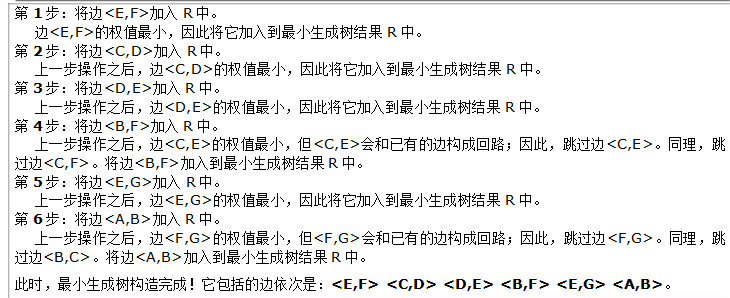 第 1步：将边<E,F>加入 R 中。
边<E,F>的权值最小，因此将它加入到最小生成树结果 R 中。
第 2步：将边<C,D>加入 R 中。
上一步操作之后，边<C,D>的权值最小，因此将它加入到最小生成树结果 R 中。
第 3步：将边<D,E>加入 R 中。
上一步操作之后，边<D,E>的权值最小，因此将它加入到最小生成树结果 R 中。
第 4步：将边<B,F>加入 R 中。
上一步操作之后，边<C,E>的权值最小，但<C,E>会和已有的边构成回路；因此，跳过边<C,E>。同理，跳
过边<C,F>。将边<B,F>加入到最小生成树结果 R 中。
第 5步：将边<E,G>加入 R 中。
上一步操作之后，边<E,G>的权值最小，因此将它加入到最小生成树结果 R 中。
第 6步：将边<A,B>加入 R 中。
上一步操作之后，边<F,G>的权值最小，但<F,G>会和已有的边构成回路；因此，跳过边<F,G>。同理，跳
过边<B,C>。将边<A,B>加入到最小生成树结果 R 中。
此时，最小生成树构造完成！它包括的边依次是：<E,F> <C,D> <D,E> <B,F> <E,G> <A,B>。